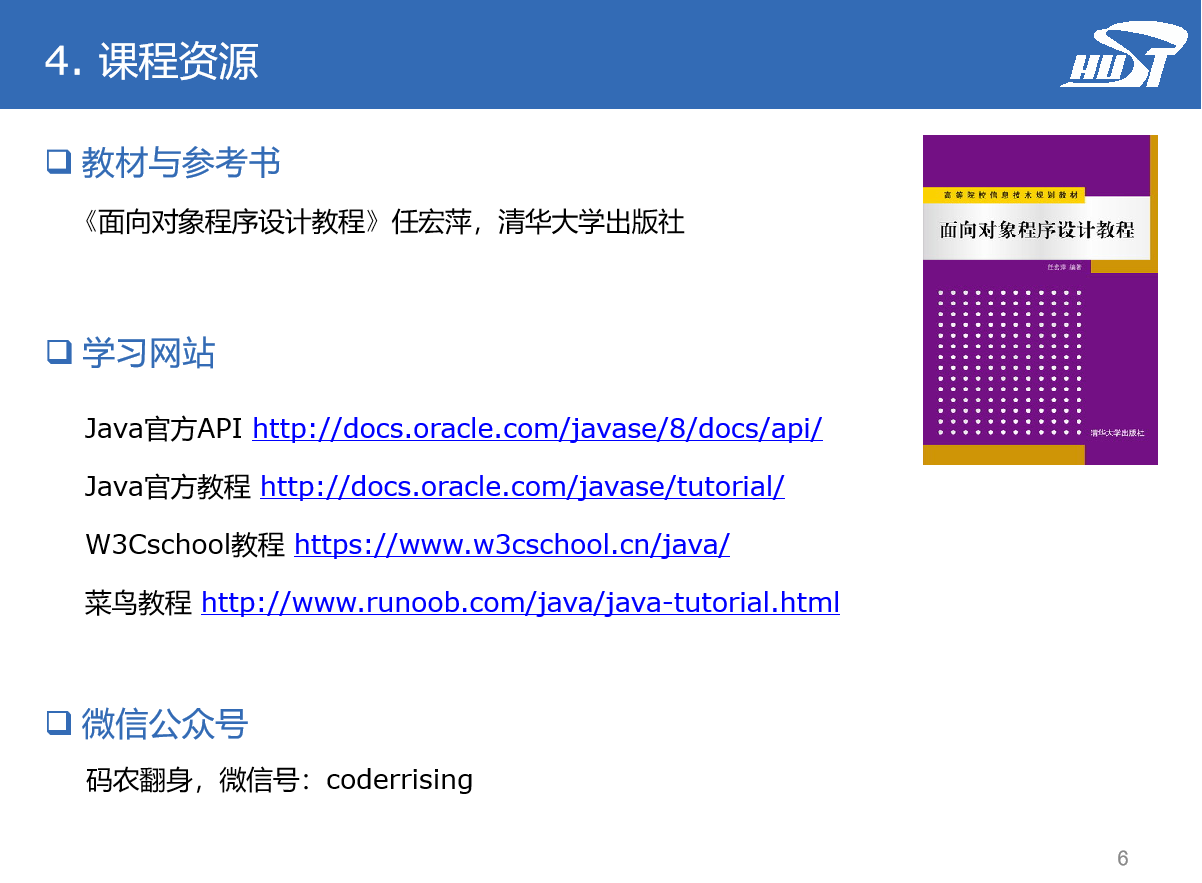 4. 课程资源
HUST
教材与参考书
《面向对象程序设计教程》任宏萍，清华大学出版社
高等院校信息技术规划教材
面向对象程序设计教程
任宏萍 编著
清华大学出版社
学习网站
Java官方API http://docs.oracle.com/javase/8/docs/api/
Java官方教程 http://docs.oracle.com/javase/tutorial/
W3Cschool教程 https://www.w3cschool.cn/java/
菜鸟教程 http://www.runoob.com/java/java-tutorial.html
微信公众号
码农翻身，微信号：coderrising
6